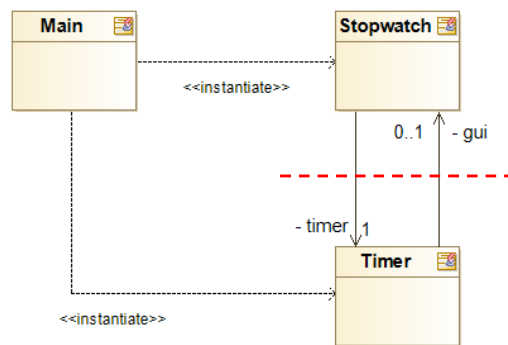 Main
Stopwatch
<<instantiate>>
0..1 - gui
- timer 1
Timer
<<instantiate>>